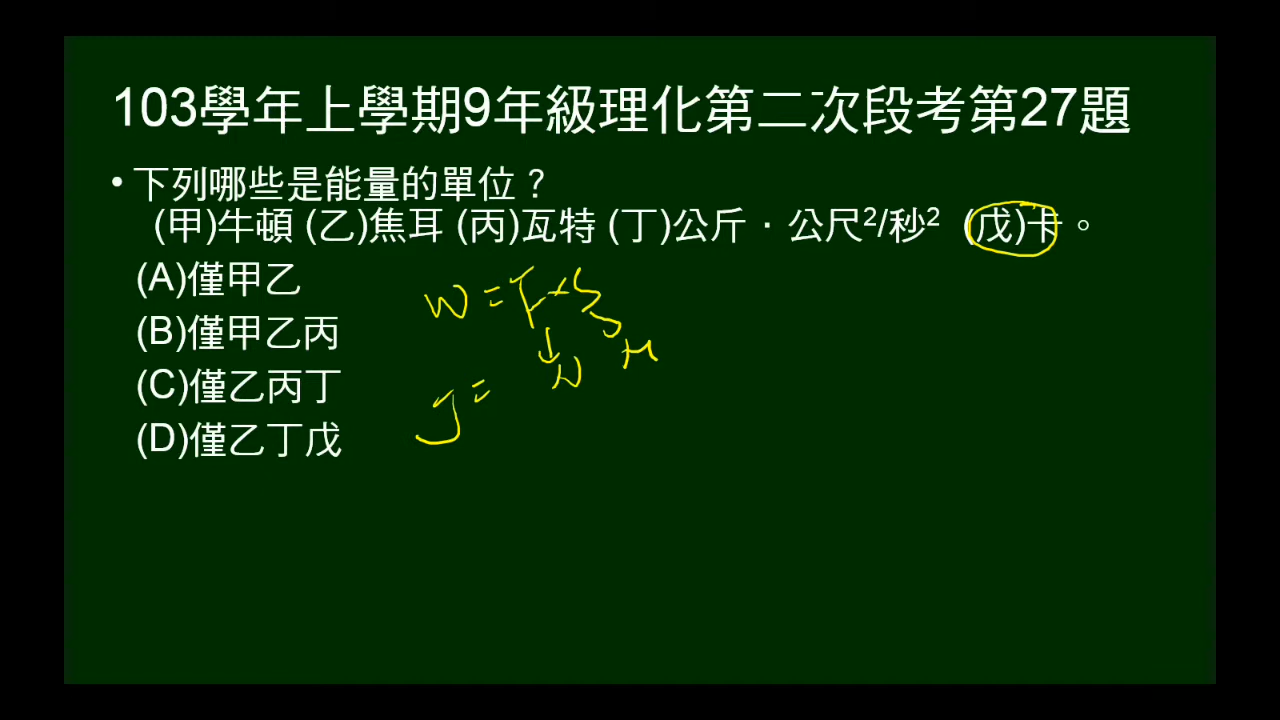 103學年上學期9年級理化第二次段考第27題
•下列哪些是能量的單位？
(甲)牛頓 (乙)焦耳 (丙)瓦特 (丁)公斤．公尺²/秒² (戊)卡。
(A)僅甲乙
(B)僅甲乙丙
(C)僅乙丙丁
(D)僅乙丁戊
W = F × S
N M
J =